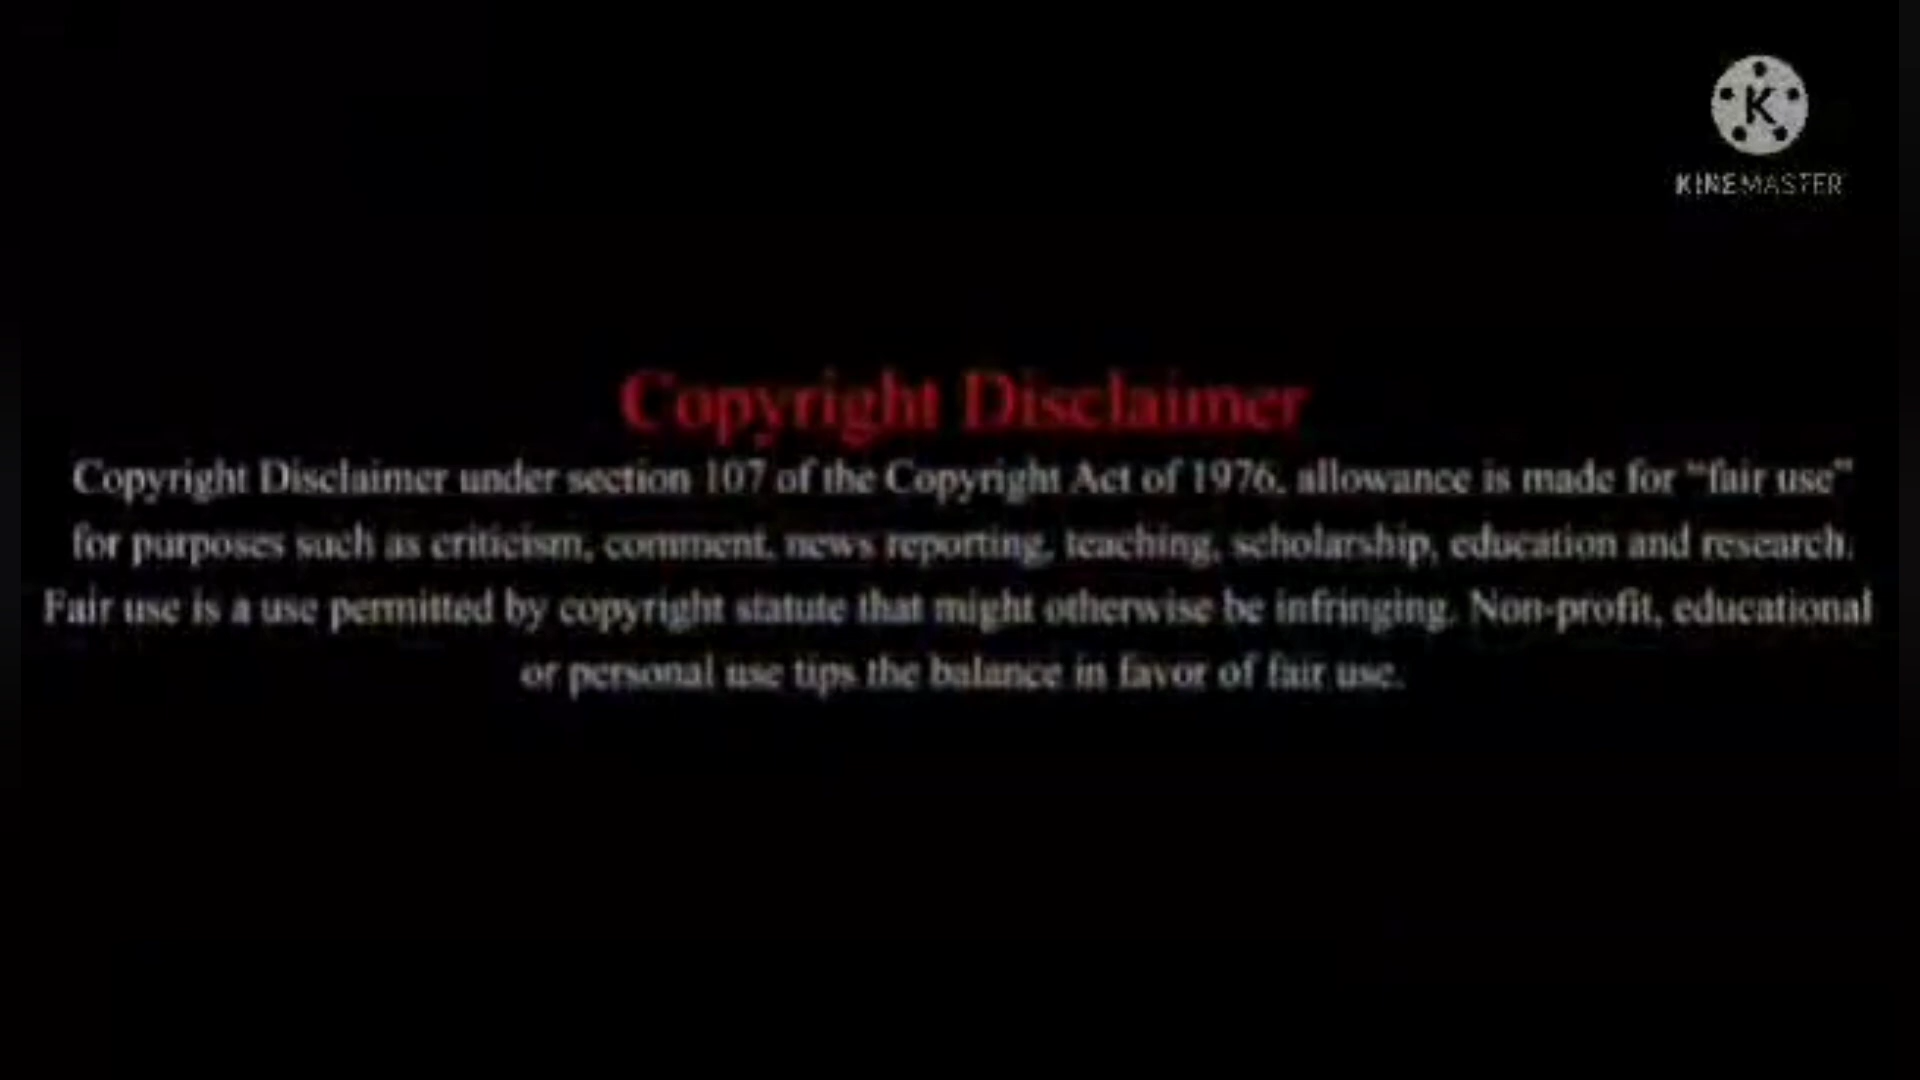 K
KINEMASTER
Copyright Disclaimer
Copyright Disclaimer under section 107 of the Copyright Act of 1976, allowance is made for “fair use”
for purposes such as criticism, comment, news reporting, teaching, scholarship, education and research.
Fair use is a use permitted by copyright statute that might otherwise be infringing. Non-profit, educational
or personal use tips the balance in favor of fair use.